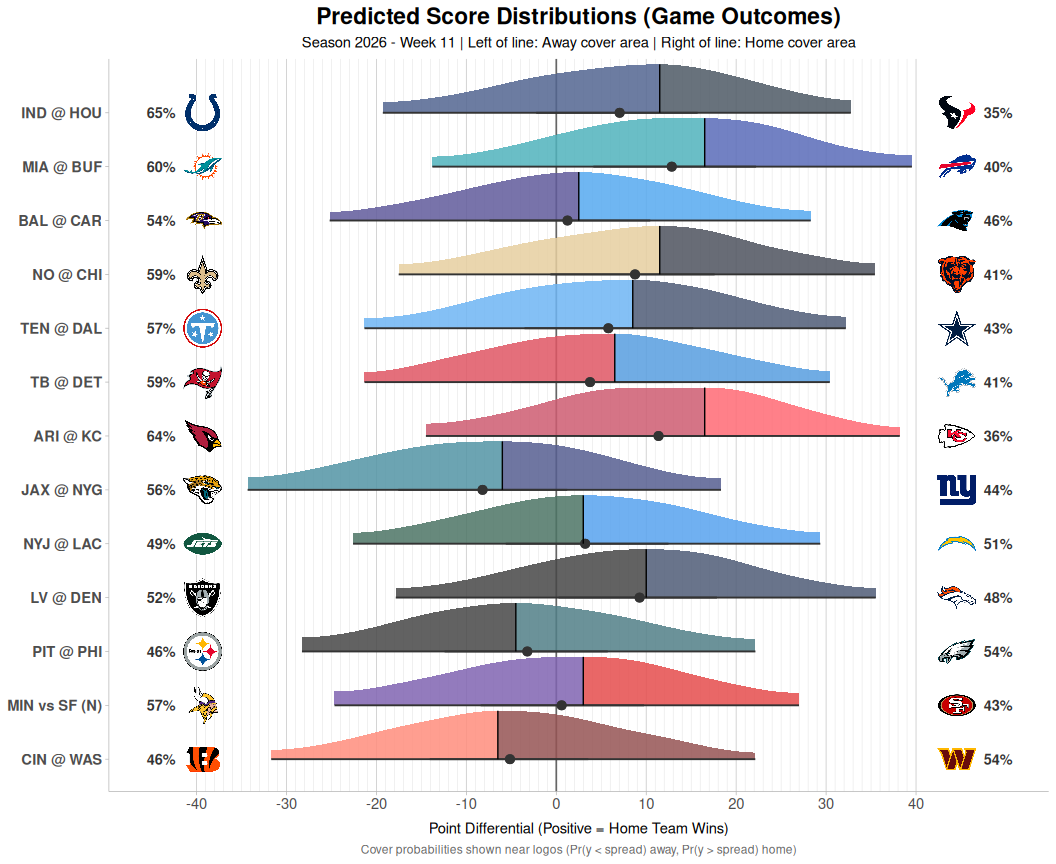 Predicted Score Distributions (Game Outcomes)
Season 2026 - Week 11 | Left of line: Away cover area | Right of line: Home cover area
IND @ HOU 65% 35%
MIA @ BUF 60% 40%
BAL @ CAR 54% 46%
NO @ CHI 59% 41%
TEN @ DAL 57% 43%
TB @ DET 59% 41%
ARI @ KC 64% 36%
JAX @ NYG 56% ny 44%
NYJ @ LAC 49% JETS 51%
LV @ DEN 52% RAIDERS 48%
PIT @ PHI 46% 54%
MIN vs SF (N) 57% SF 43%
CIN @ WAS 46% B W 54%
-40 -30 -20 -10 0 10 20 30 40
Point Differential (Positive = Home Team Wins)
Cover probabilities shown near logos (Pr(y < spread) away, Pr(y > spread) home)